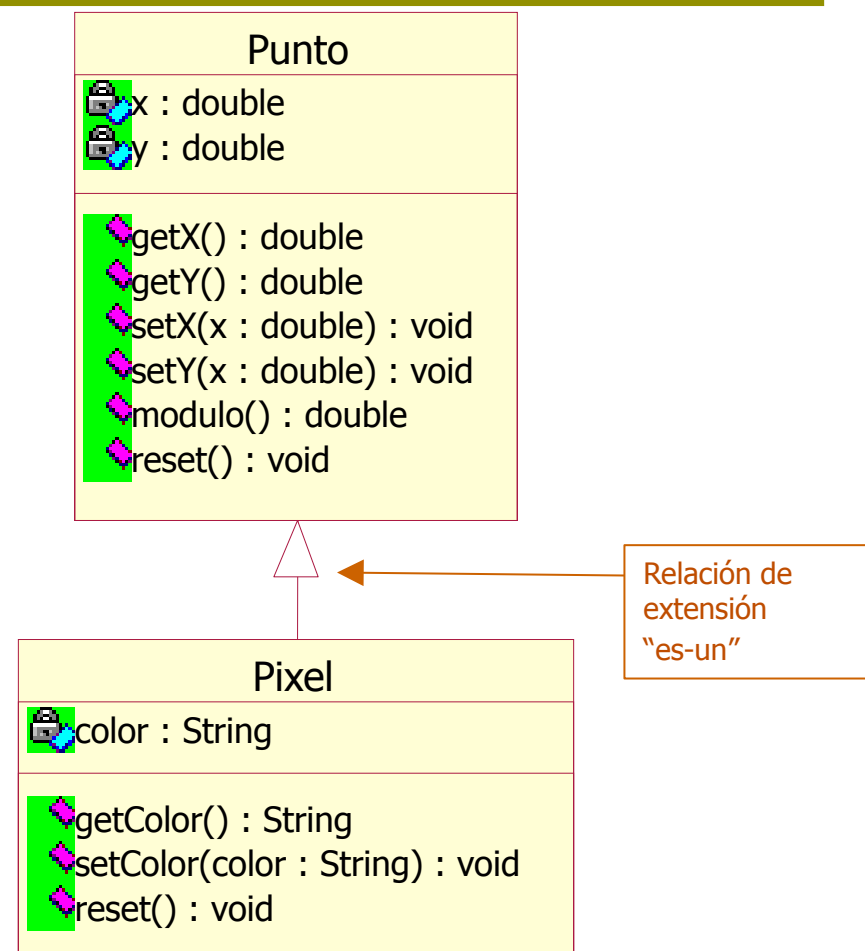 Punto
x : double
y : double
getX() : double
getY() : double
setX(x : double) : void
setY(x : double) : void
modulo() : double
reset() : void
Relación de
extensión
“es-un”
Pixel
color : String
getColor() : String
setColor(color : String) : void
reset() : void